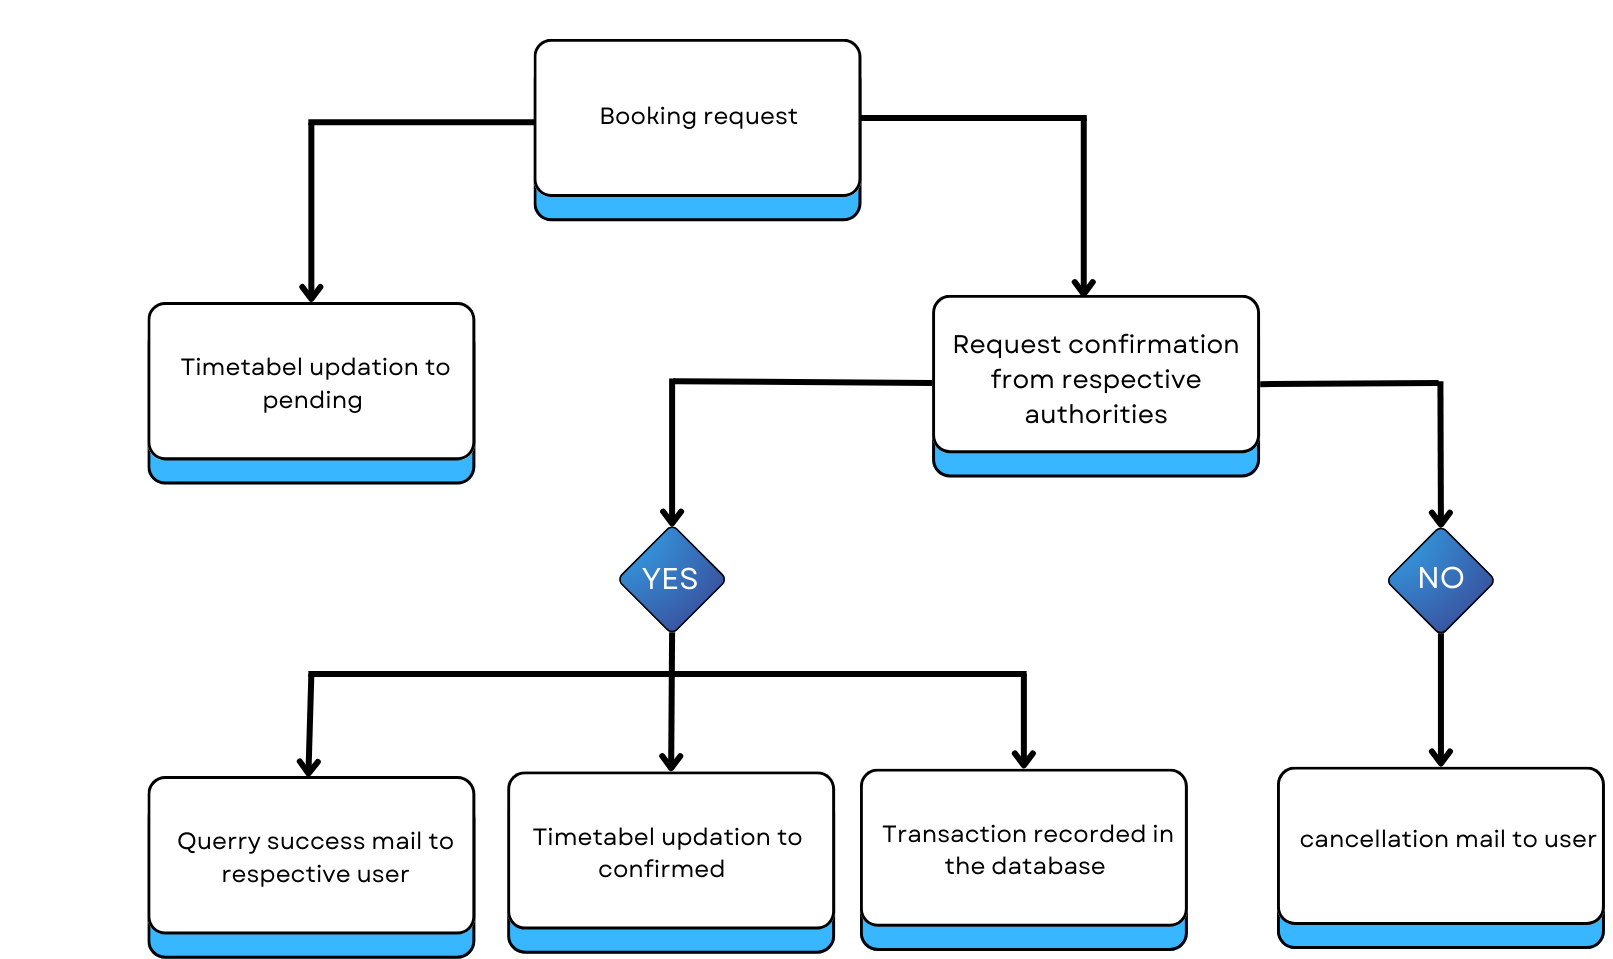 Booking request
Timetabel updation to
pending
Request confirmation
from respective
authorities
YES
NO
Querry success mail to
respective user
Timetabel updation to
confirmed
Transaction recorded in
the database
cancellation mail to user